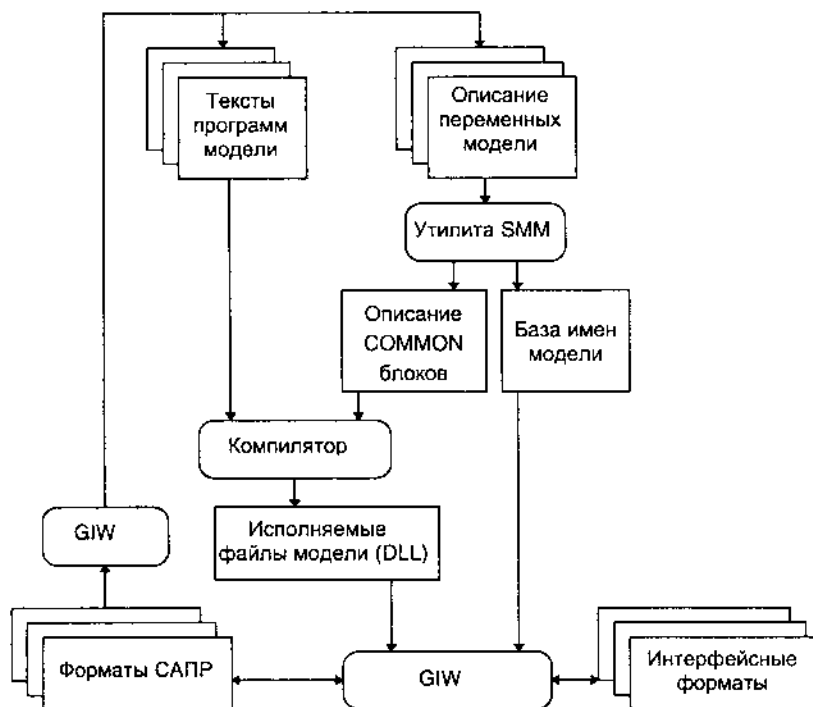 Тексты
программ
модели
Описание
переменных
модели
Утилита SMM
Описание
COMMON
блоков
База имен
модели
Компилятор
GIW
Исполняемые
файлы модели (DLL)
Форматы САПР
GIW
Интерфейсные
форматы